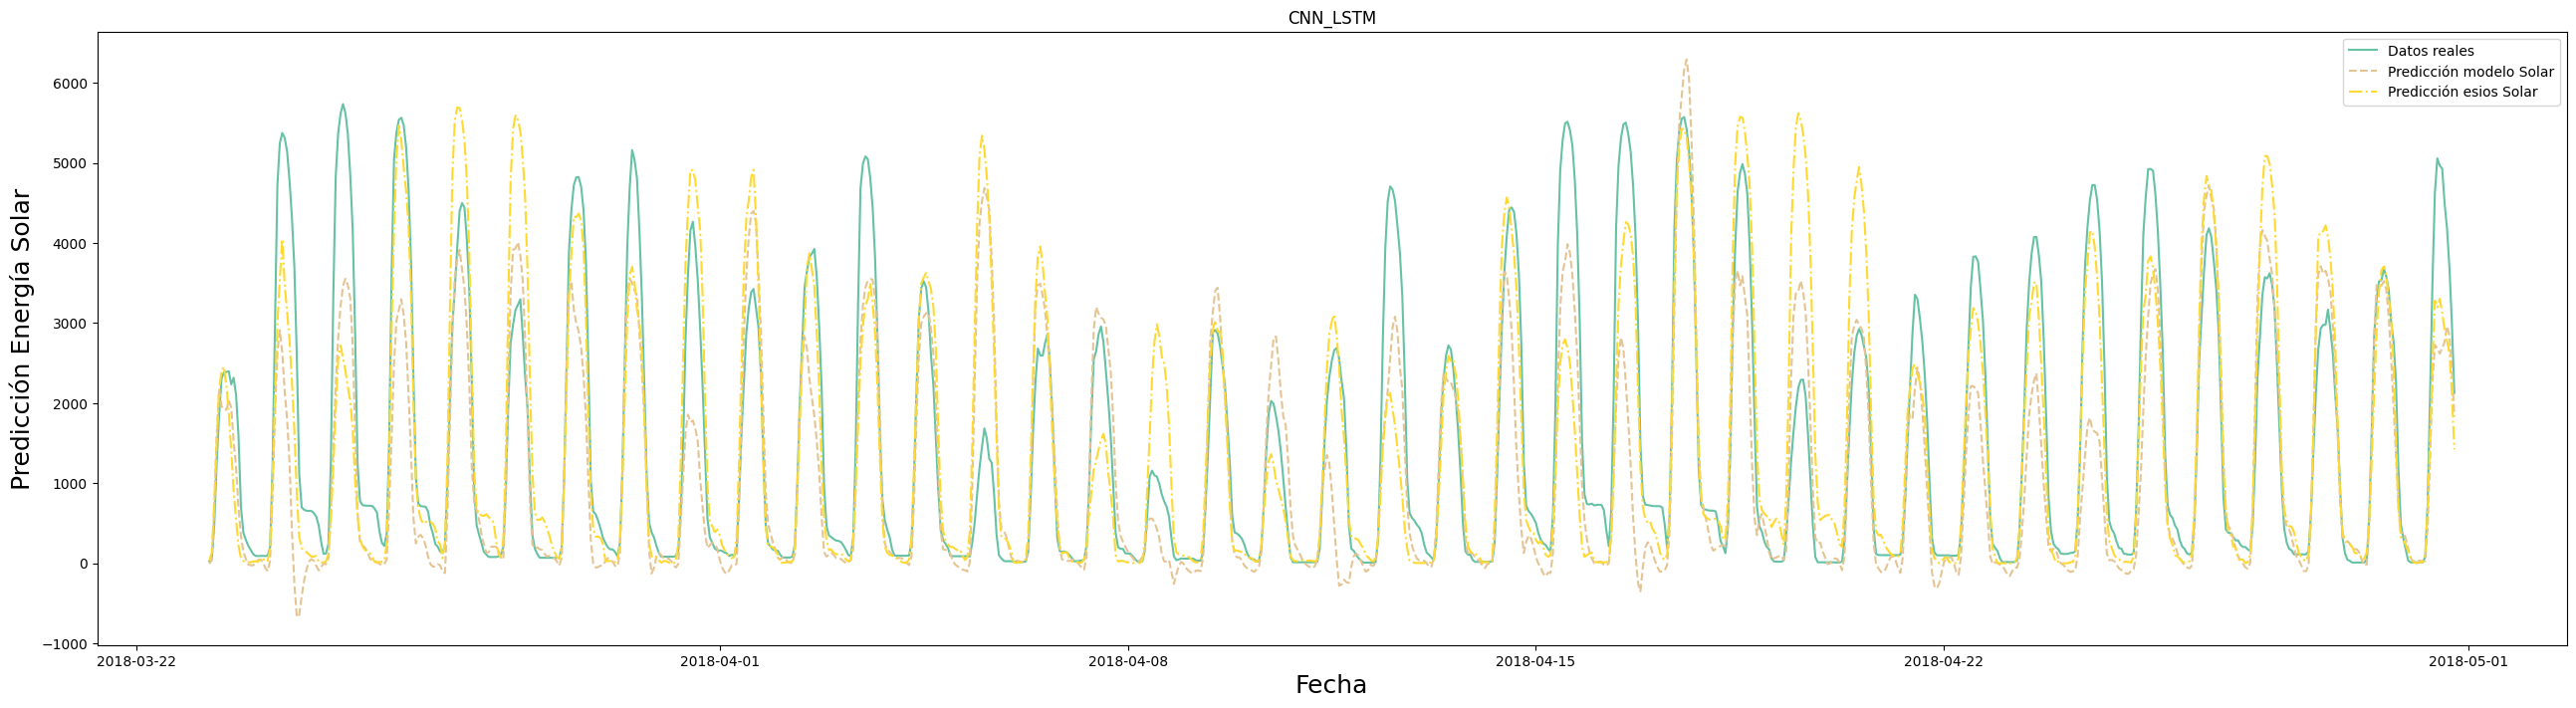 CNN_LSTM
Datos reales
Predicción modelo Solar
Predicción esios Solar
Predicción Energía Solar
6000
5000
4000
3000
2000
1000
0
−1000
2018-03-22
2018-04-01
2018-04-08
2018-04-15
2018-04-22
2018-05-01
Fecha